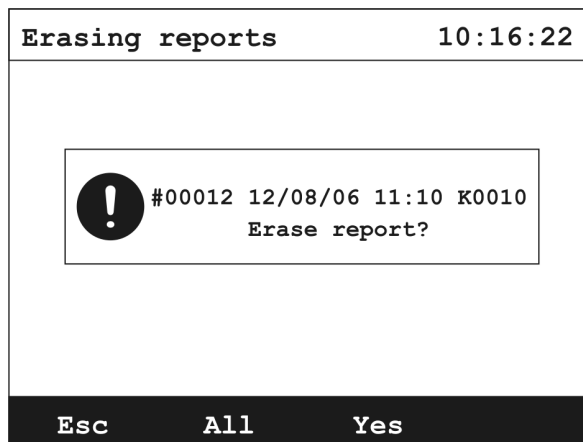 Erasing reports 10:16:22
#00012 12/08/06 11:10 K0010
Erase report?
Esc All Yes